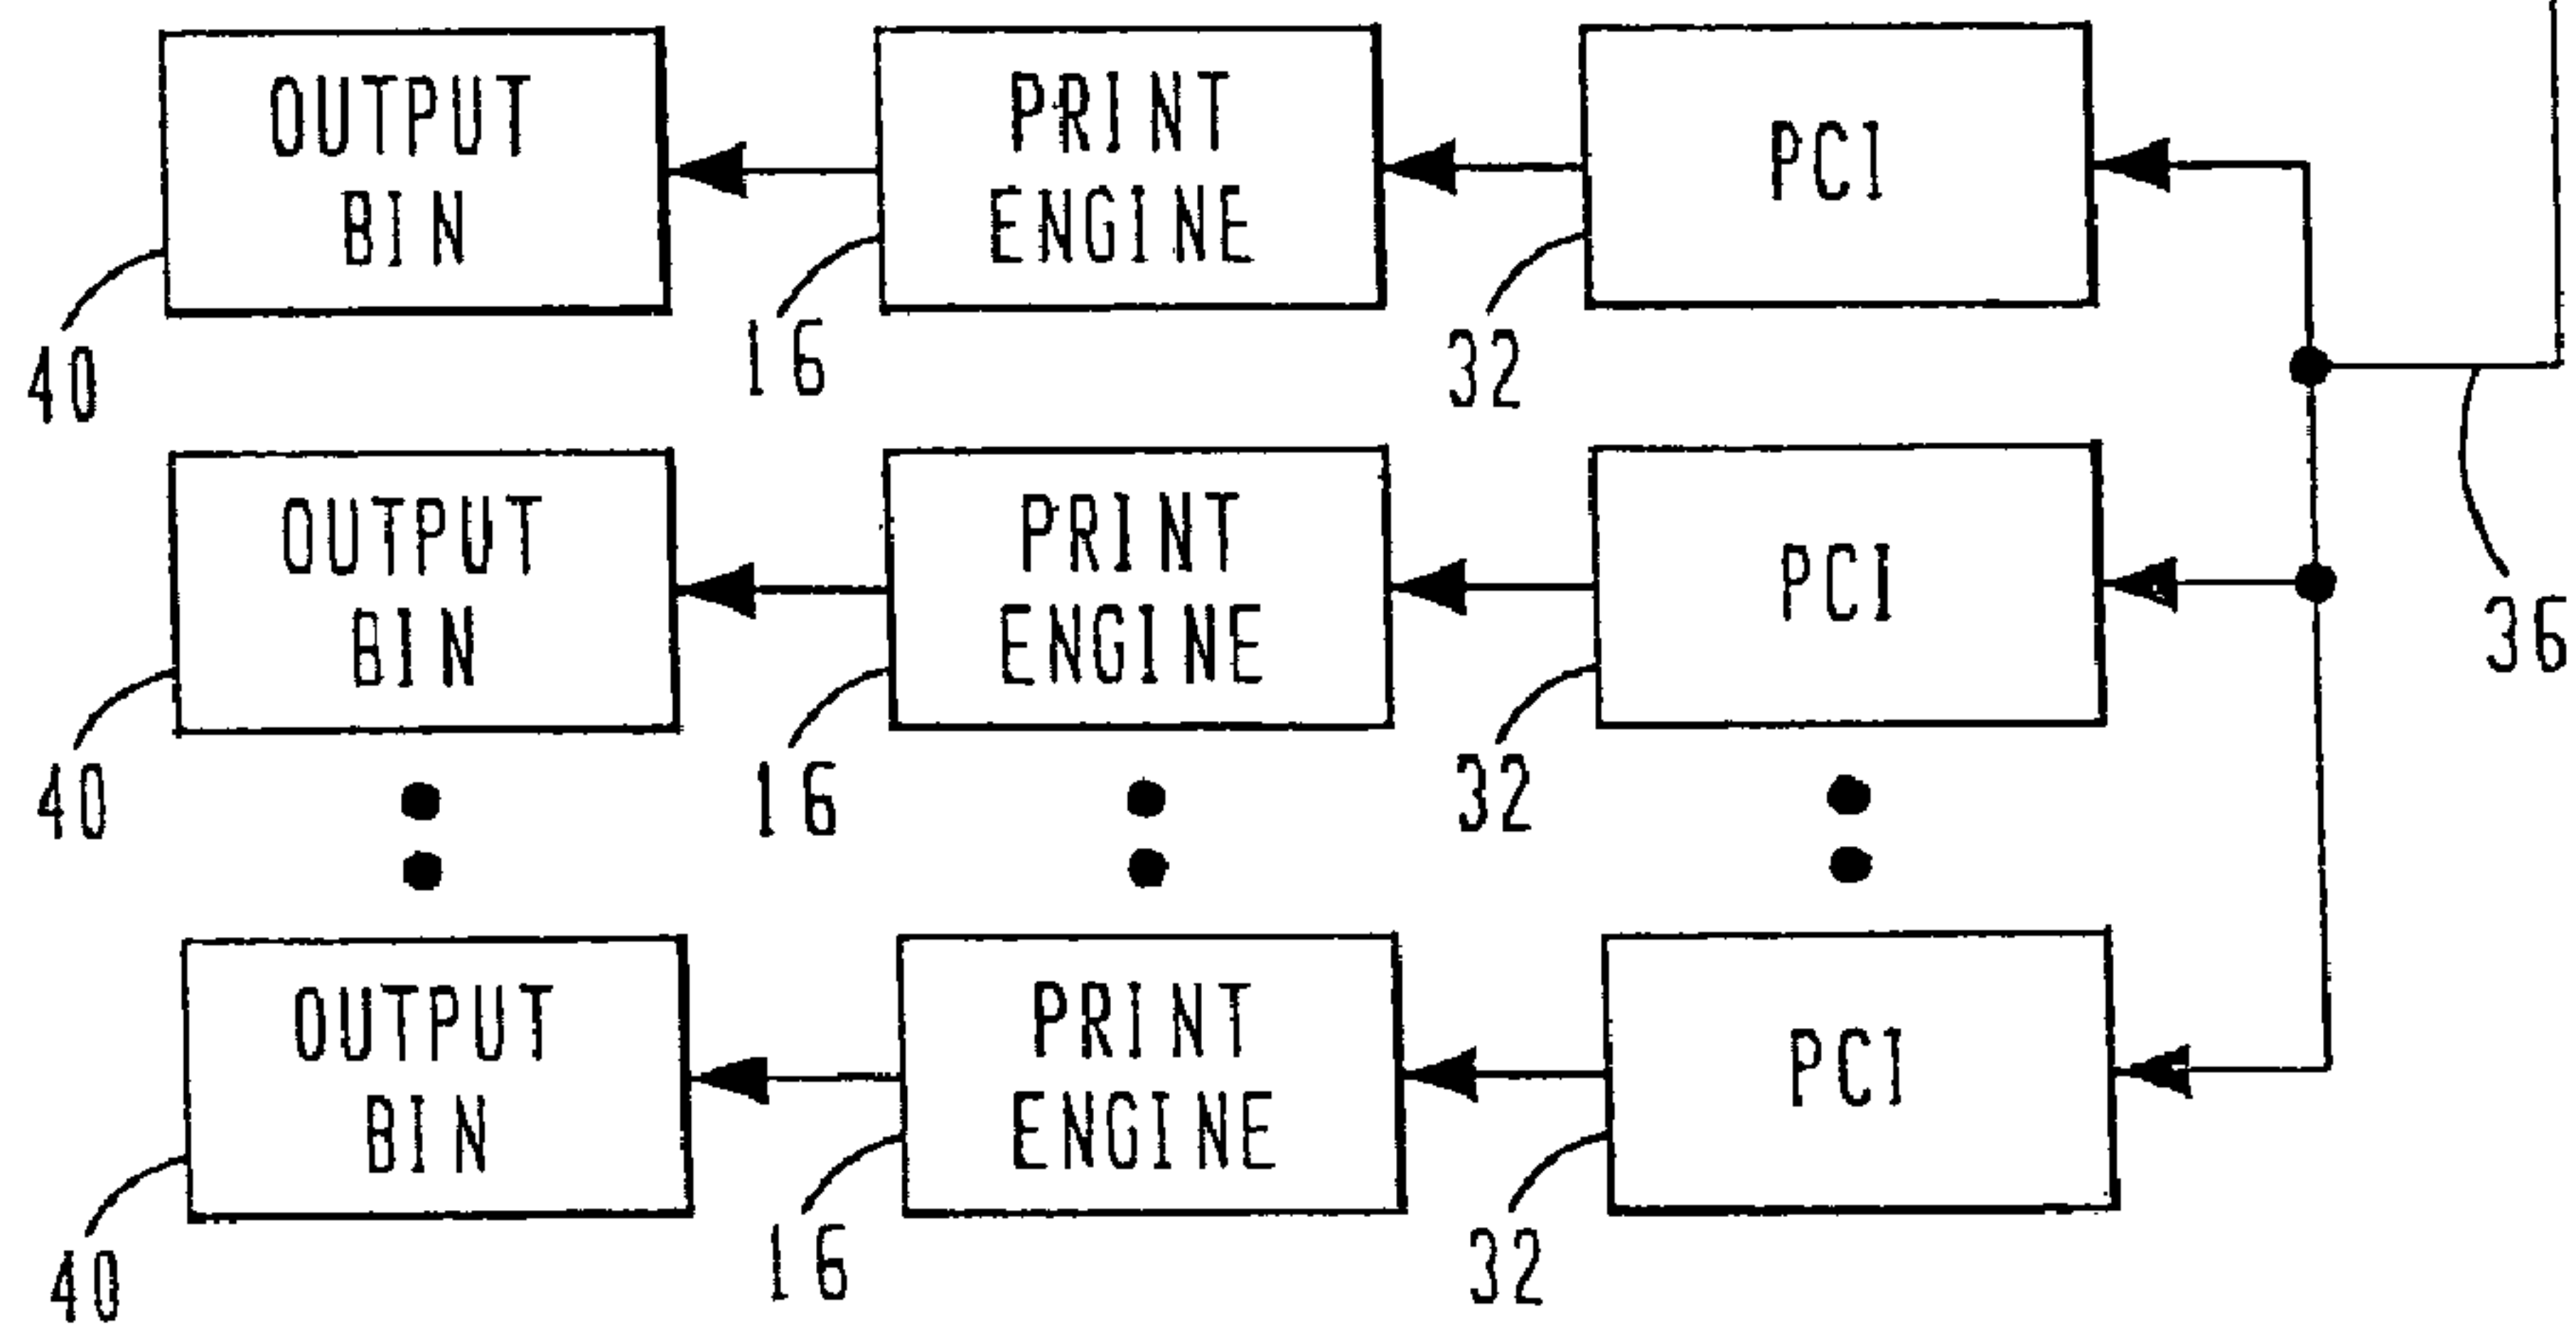 OUTPUT
BIN
PRINT
ENGINE
PCI
40
16
32
OUTPUT
BIN
PRINT
ENGINE
PCI
36
40
16
32
OUTPUT
BIN
PRINT
ENGINE
PCI
40
16
32